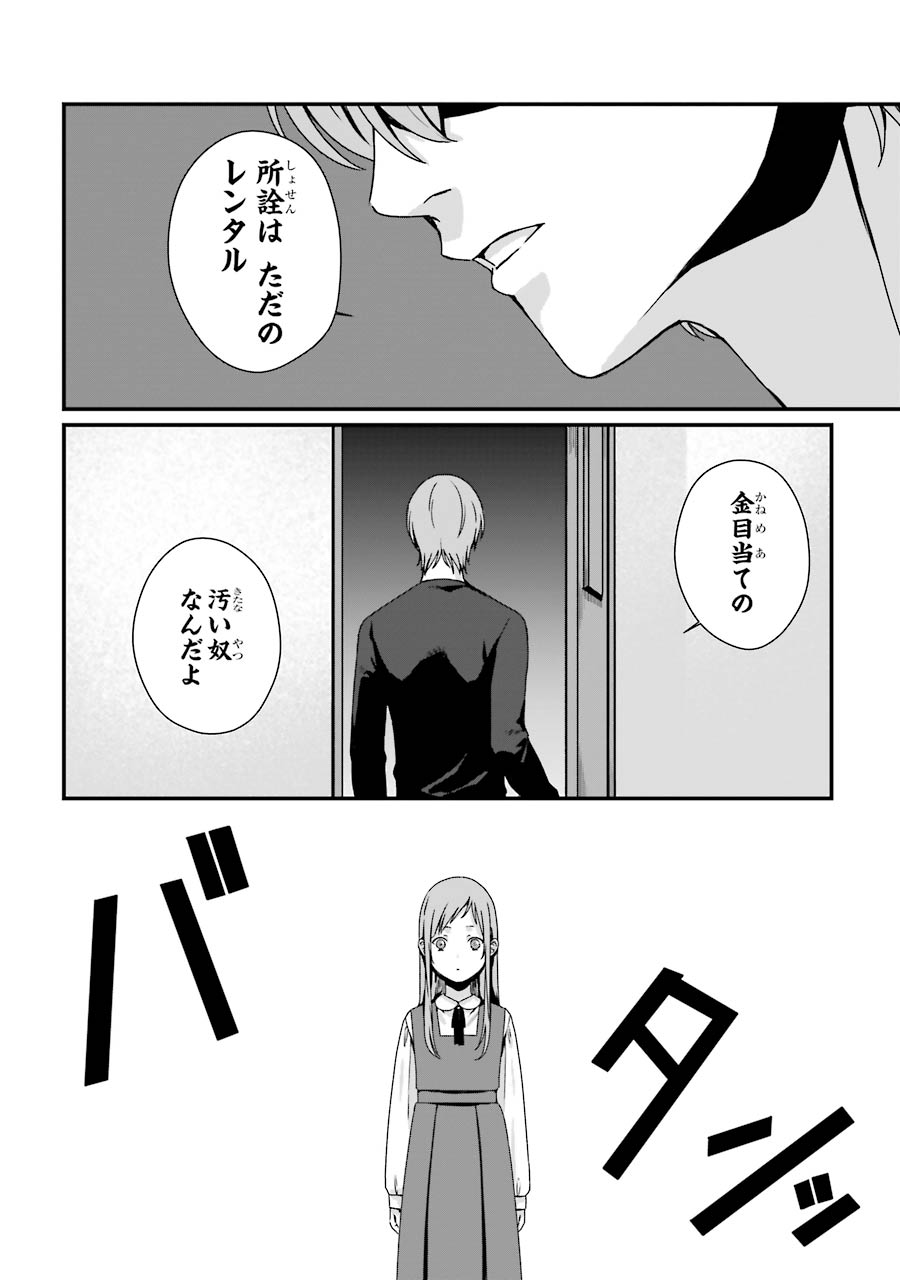 所詮は ただの
レンタル
金目当ての
汚い奴
なんだよ
バタンッ